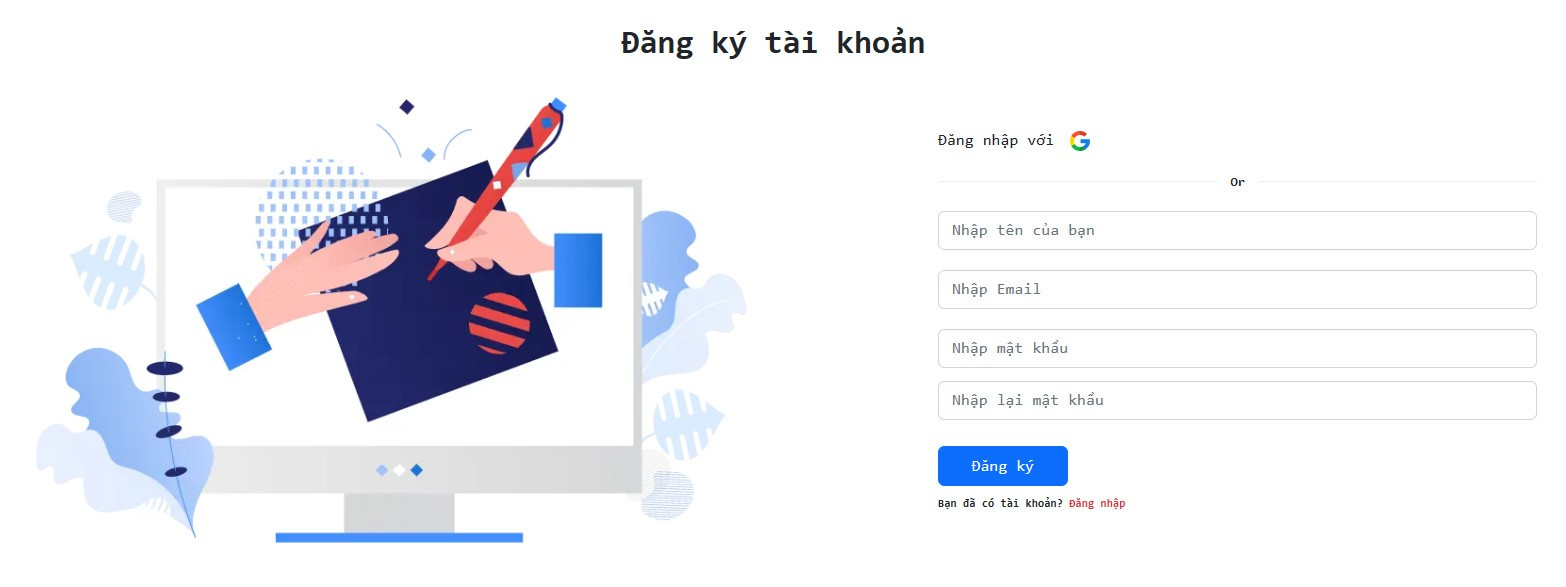 Đăng ký tài khoản
Đăng nhập với
Or
Nhập tên của bạn
Nhập Email
Nhập mật khẩu
Nhập lại mật khẩu
Đăng ký
Bạn đã có tài khoản? Đăng nhập